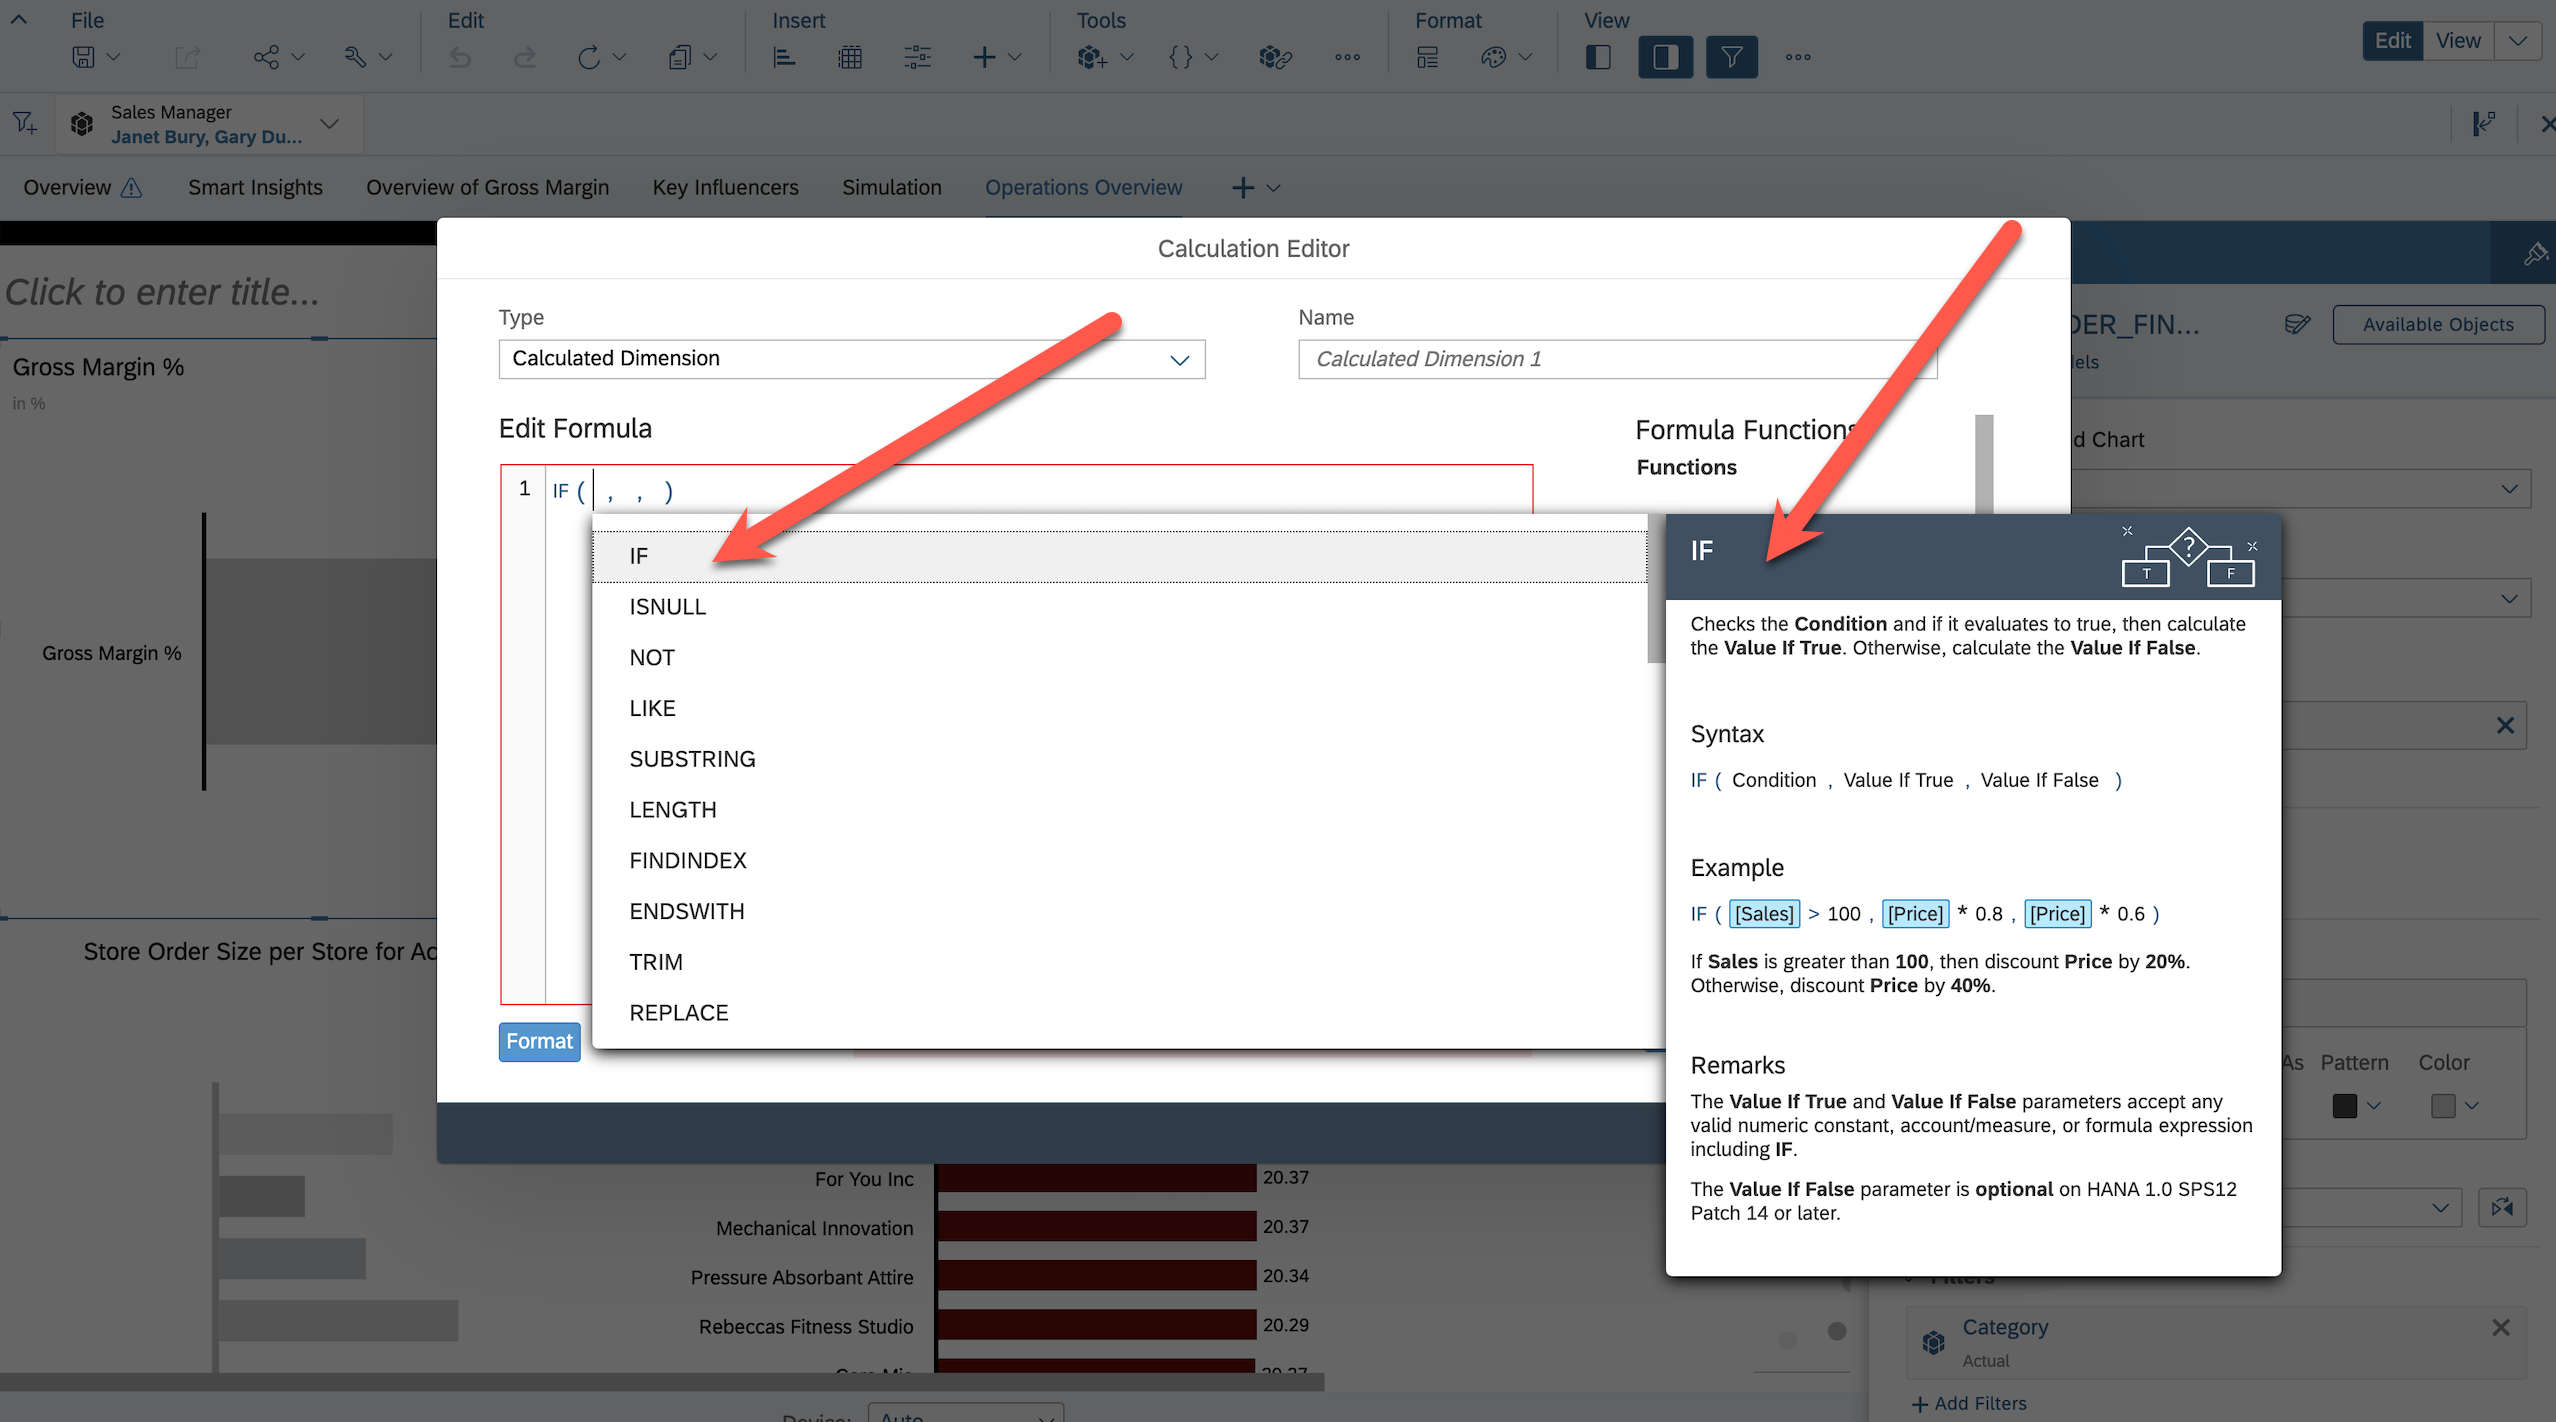 File
Edit
Insert
Tools
Format
View
Edit
View
Sales Manager
Janet Bury, Gary Du...
Overview
Smart Insights
Overview of Gross Margin
Key Influencers
Simulation
Operations Overview
Calculation Editor
Click to enter title...
Type
Name
Calculated Dimension
Calculated Dimension 1
DER_FIN...
Available Objects
els
Gross Margin %
in %
Edit Formula
Formula Functions
Functions
d Chart
1
IF ( , , )
IF
ISNULL
NOT
LIKE
SUBSTRING
LENGTH
FINDINDEX
ENDSWITH
TRIM
REPLACE
Format
IF
?
T
F
Checks the Condition and if it evaluates to true, then calculate
the Value If True. Otherwise, calculate the Value If False.
Syntax
IF ( Condition , Value If True , Value If False )
Example
IF ( [Sales] > 100 , [Price] * 0.8 , [Price] * 0.6 )
If Sales is greater than 100, then discount Price by 20%.
Otherwise, discount Price by 40%.
Remarks
The Value If True and Value If False parameters accept any
valid numeric constant, account/measure, or formula expression
including IF.
The Value If False parameter is optional on HANA 1.0 SPS12
Patch 14 or later.
Gross Margin %
Store Order Size per Store for Ac
As
Pattern
Color
For You Inc
20.37
Mechanical Innovation
20.37
Pressure Absorbant Attire
20.34
Rebeccas Fitness Studio
20.29
Filters
Category
Actual
Add Filters
Device:
Auto